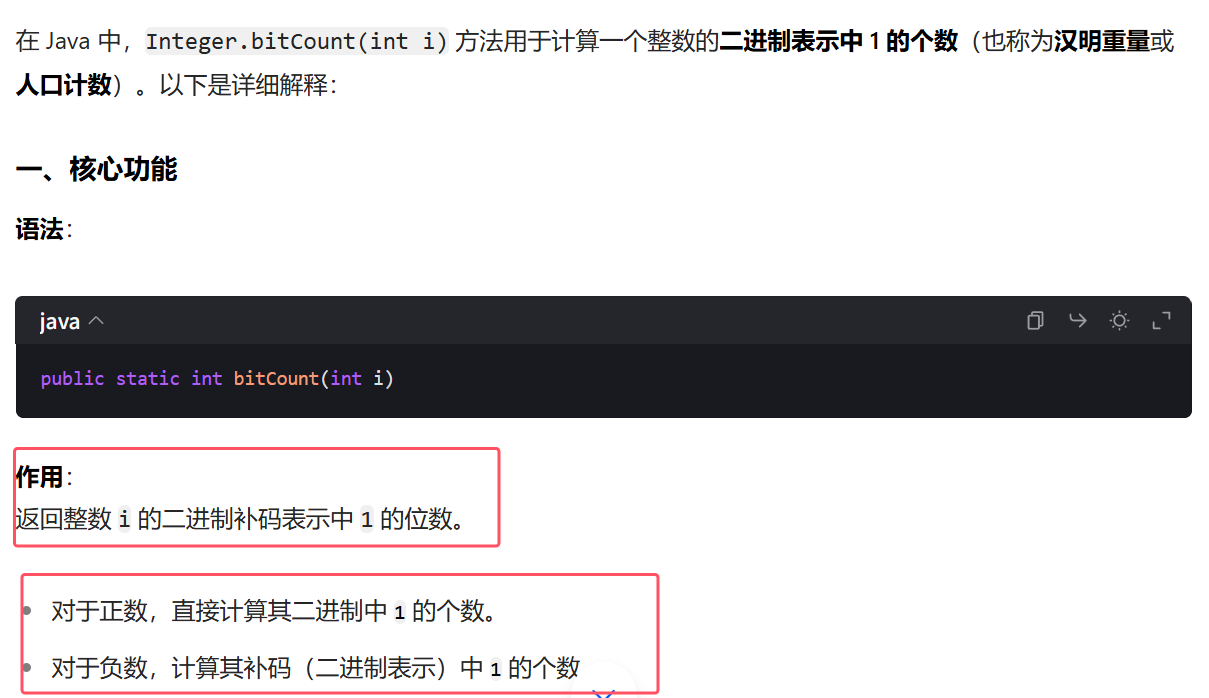 在 Java 中，Integer.bitCount(int i) 方法用于计算一个整数的二进制表示中 1 的个数（也称为汉明重量或
人口计数）。以下是详细解释：
一、核心功能
语法：
java
public static int bitCount(int i)
作用：
返回整数 i 的二进制补码表示中 1 的位数。
对于正数，直接计算其二进制中 1 的个数。
对于负数，计算其补码（二进制表示）中 1 的个数